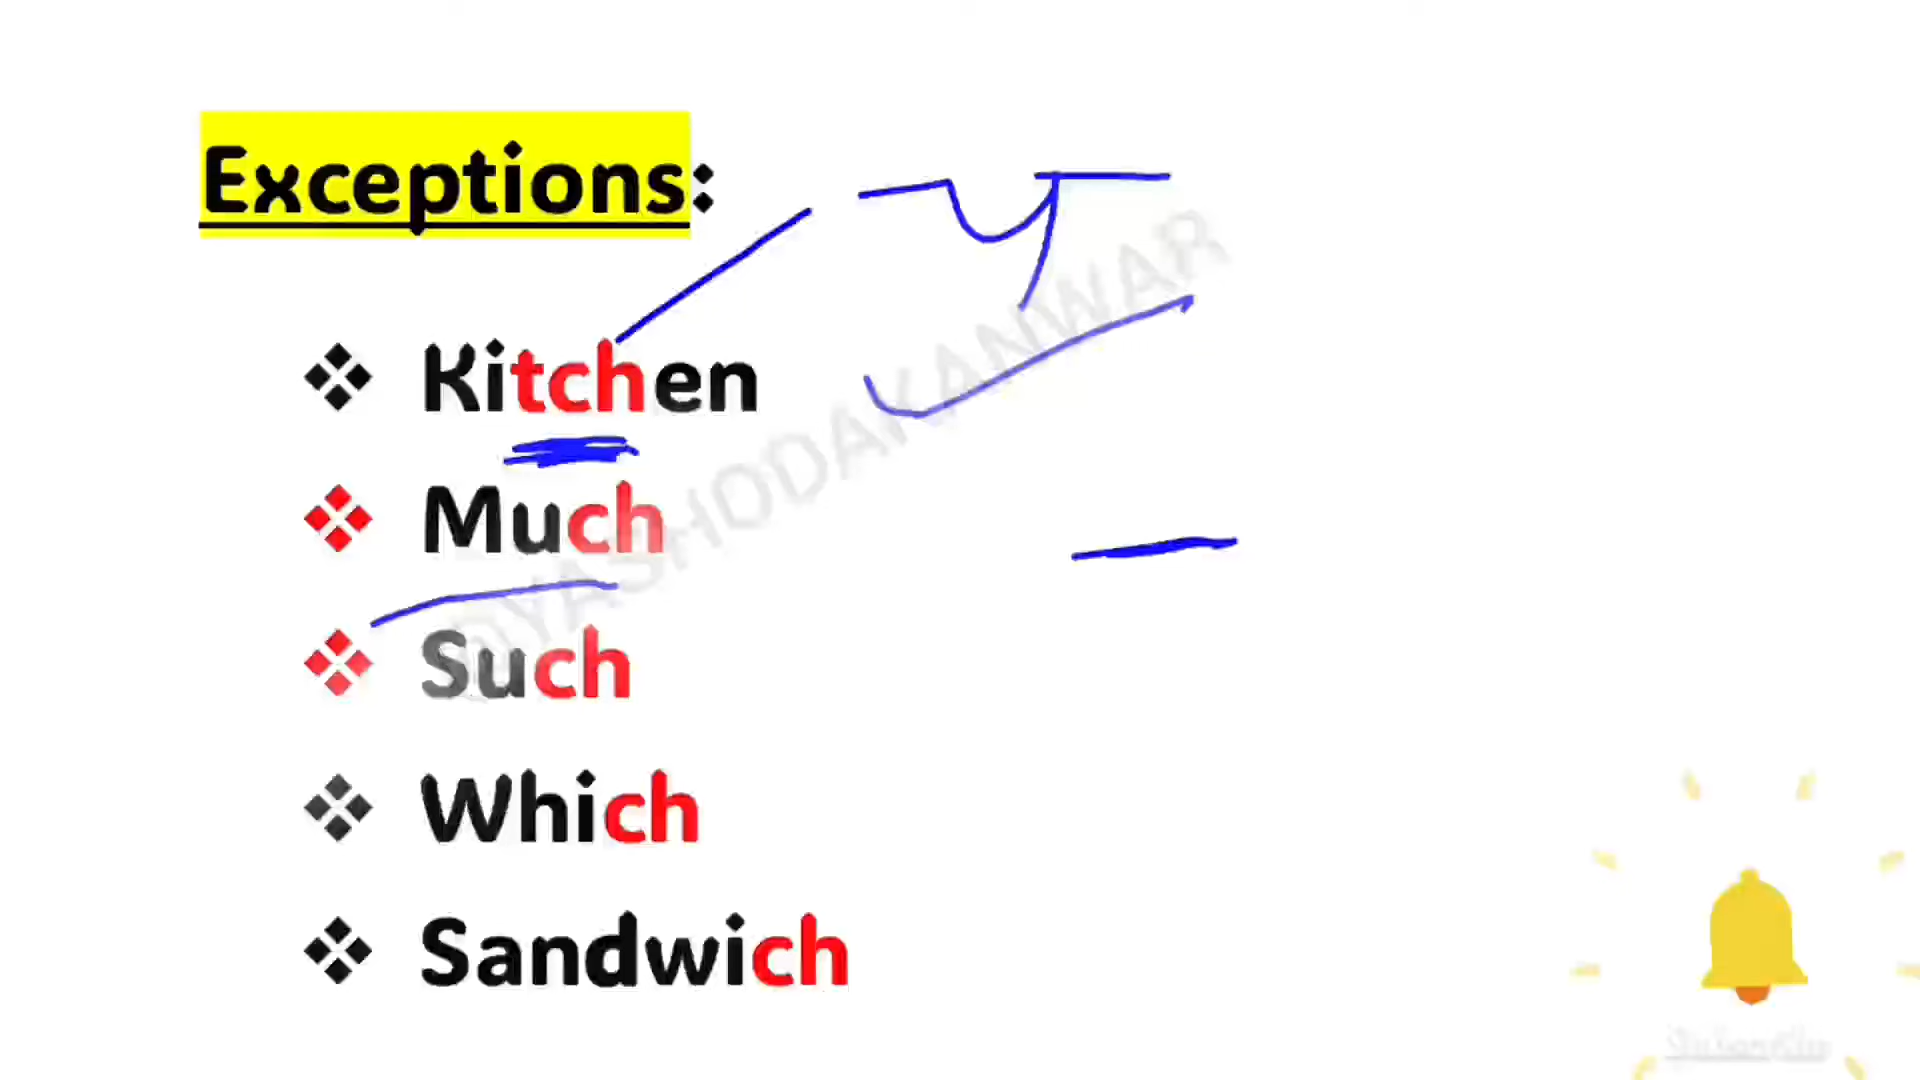 Exceptions:
❖ Kitchen
❖ Much
❖ Such
❖ Which
❖ Sandwich